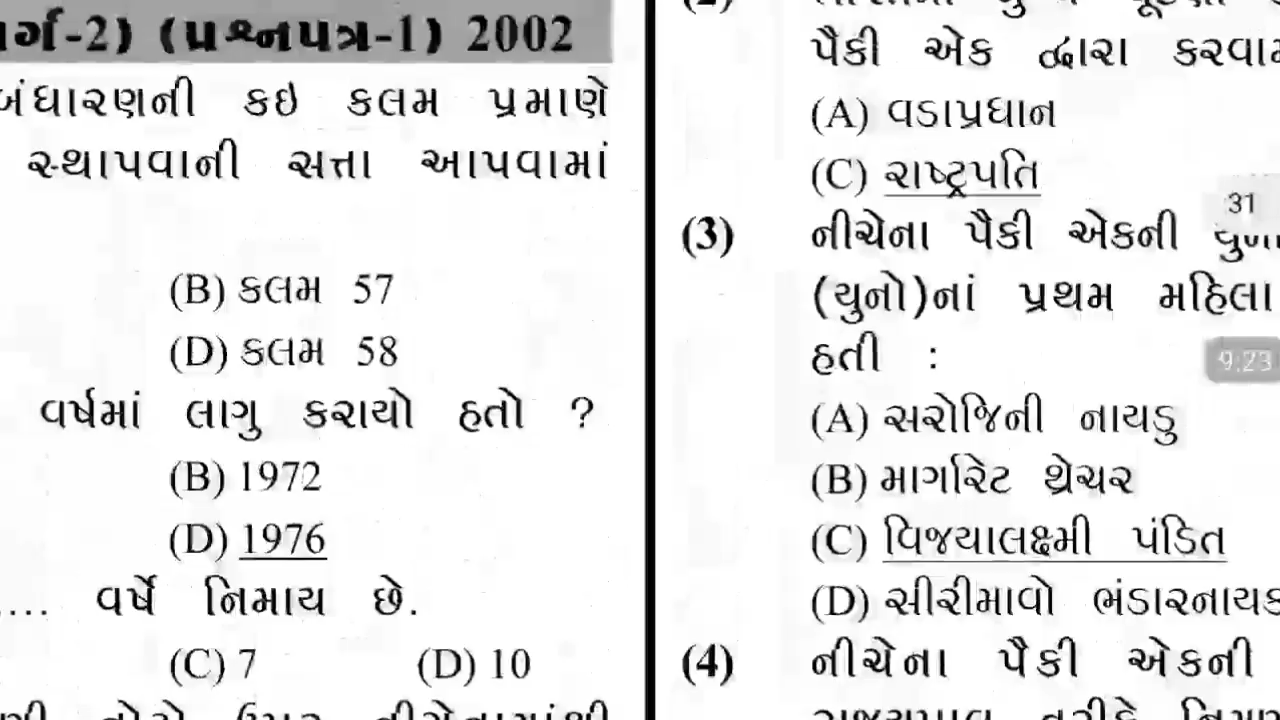 ર્ગ-2) (પ્રશ્નપત્ર-1) 2002
બંધારણની કઇ કલમ પ્રમાણે
સ્થાપવાની સત્તા આપવામાં
(B) કલમ 57
(D) કલમ 58
વર્ષમાં લાગુ કરાયો હતો ?
(B) 1972
(D) 1976
.... વર્ષે નિમાય છે.
(C) 7 (D) 10
(2)
પૈકી એક દ્વારા કરવામ
(A) વડાપ્રધાન
(C) રાષ્ટ્રપતિ
31
(3) નીચેના પૈકી એકની
(યુનો)નાં પ્રથમ મહિલા
હતી :
9:23
(A) સરોજિની નાયડુ
(B) માર્ગારેટ થ્રેચર
(C) વિજયાલક્ષ્મી પંડિત
(D) સીરીમાવો ભંડારનાયક
(4) નીચેના પૈકી એકની